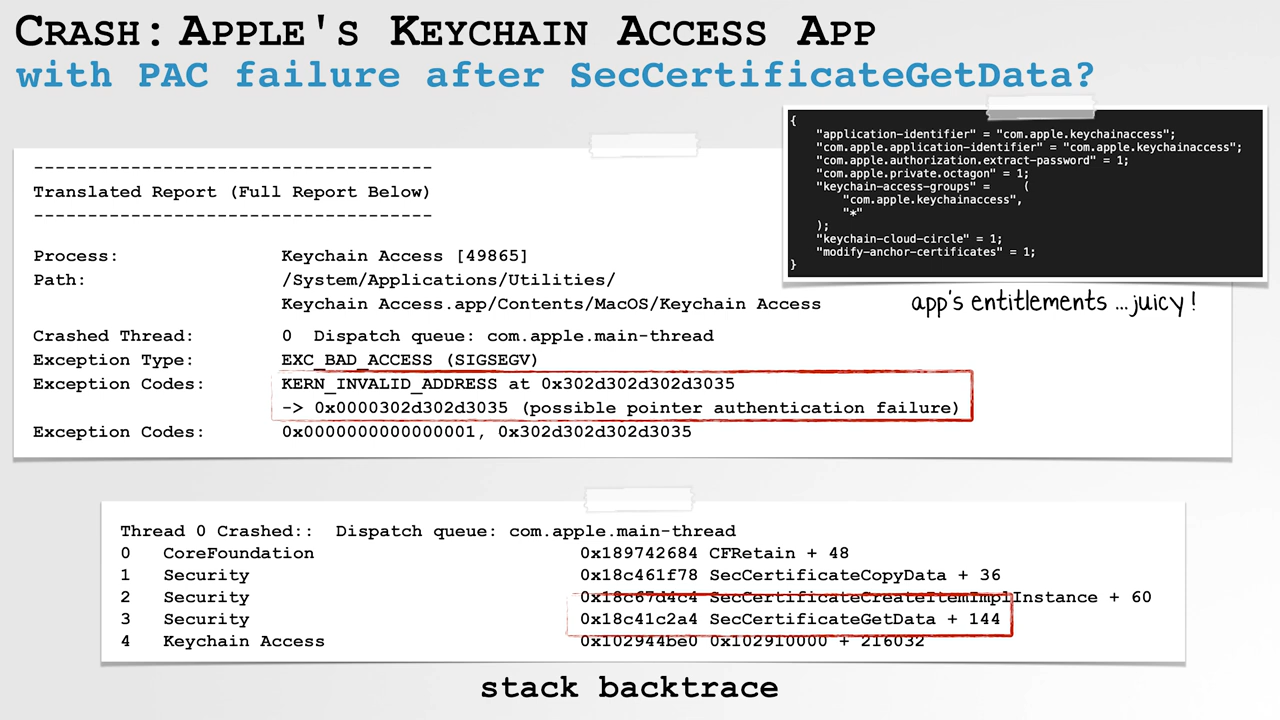 CRASH: APPLE'S KEYCHAIN ACCESS APP
with PAC failure after SecCertificateGetData?
{
"application-identifier" = "com.apple.keychainaccess";
"com.apple.application-identifier" = "com.apple.keychainaccess";
"com.apple.authorization.extract-password" = 1;
"com.apple.private.octagon" = 1;
"keychain-access-groups" = (
"com.apple.keychainaccess",
"*"
);
"keychain-cloud-circle" = 1;
"modify-anchor-certificates" = 1;
}
app's entitlements ...juicy!
-------------------------------------
Translated Report (Full Report Below)
-------------------------------------
Process: Keychain Access [49865]
Path: /System/Applications/Utilities/
Keychain Access.app/Contents/MacOS/Keychain Access
Crashed Thread: 0 Dispatch queue: com.apple.main-thread
Exception Type: EXC_BAD_ACCESS (SIGSEGV)
Exception Codes: KERN_INVALID_ADDRESS at 0x302d302d302d3035
-> 0x0000302d302d3035 (possible pointer authentication failure)
Exception Codes: 0x0000000000000001, 0x302d302d302d3035
Thread 0 Crashed:: Dispatch queue: com.apple.main-thread
0 CoreFoundation 0x189742684 CFRetain + 48
1 Security 0x18c461f78 SecCertificateCopyData + 36
2 Security 0x18c67d4c4 SecCertificateCreateItemImplInstance + 60
3 Security 0x18c41c2a4 SecCertificateGetData + 144
4 Keychain Access 0x102944be0 0x102910000 + 216032
stack backtrace